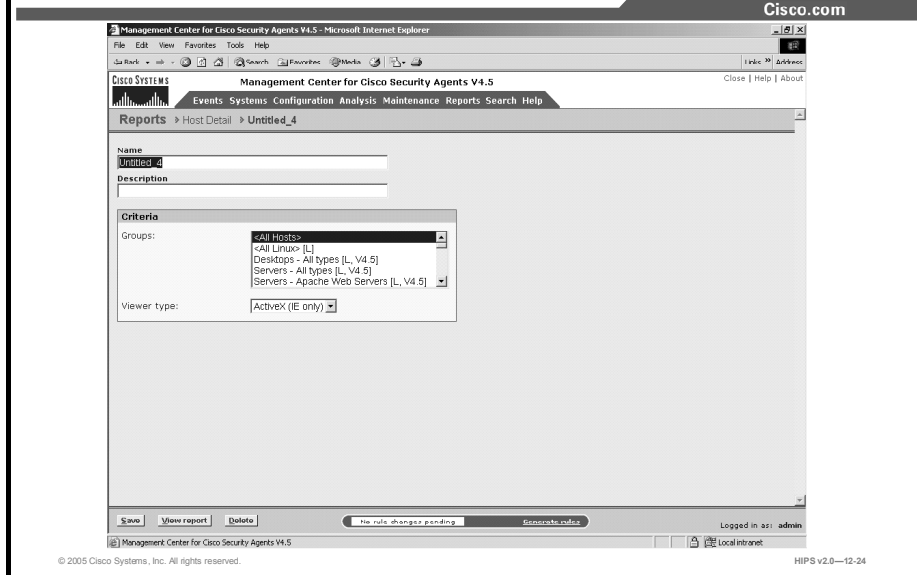 Cisco.com
Management Center for Cisco Security Agents V4.5 - Microsoft Internet Explorer
File Edit View Favorites Tools Help
Back Search Favorites Media Links » Address
CISCO SYSTEMS
Management Center for Cisco Security Agents V4.5
Close | Help | About
Events Systems Configuration Analysis Maintenance Reports Search Help
Reports Host Detail Untitled_4
Name
Untitled_4
Description
Criteria
Groups:
<All Hosts>
<All Linux> [L]
Desktops - All types [L, V4.5]
Servers - All types [L, V4.5]
Servers - Apache Web Servers [L, V4.5]
Viewer type:
ActiveX (IE only)
Save View report Delete
No rule changes pending
Generate rules
Logged in as: admin
Management Center for Cisco Security Agents V4.5
Local intranet
© 2005 Cisco Systems, Inc. All rights reserved.
HIPS v2.0—12-24